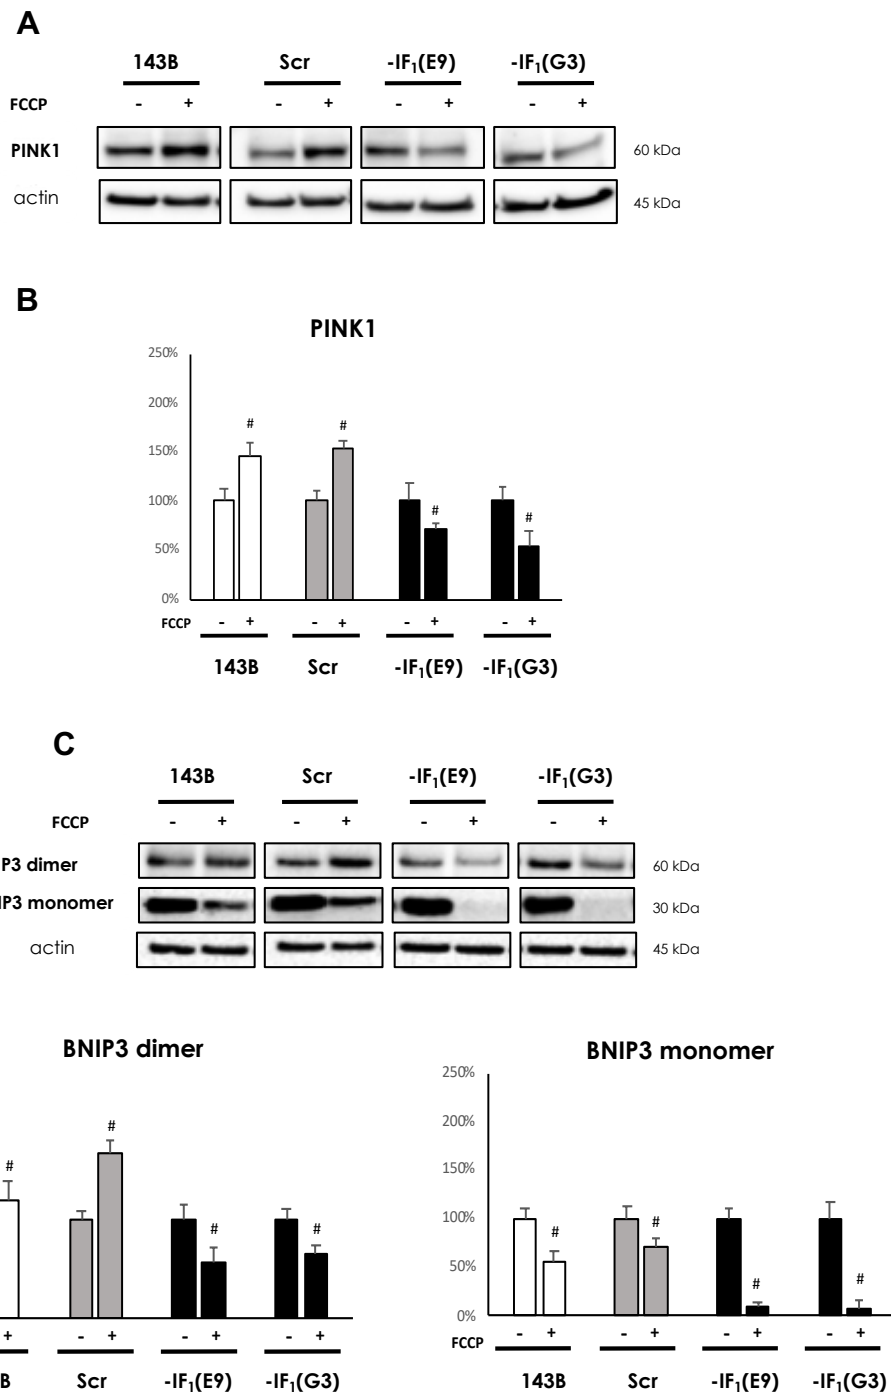 A
143B Scr -IF1(E9) -IF1(G3)
FCCP - + - + - + - +
PINK1 60 kDa
actin 45 kDa
B
PINK1
250%
200%
150%
100%
50%
0%
# # # #
FCCP - + - + - + - +
143B Scr -IF1(E9) -IF1(G3)
C
143B Scr -IF1(E9) -IF1(G3)
FCCP - + - + - + - +
P3 dimer 60 kDa
IP3 monomer 30 kDa
actin 45 kDa
BNIP3 dimer
# # # #
+ - + - + - +
B Scr -IF1(E9) -IF1(G3)
BNIP3 monomer
250%
200%
150%
100%
50%
0%
# # # #
FCCP - + - + - + - +
143B Scr -IF1(E9) -IF1(G3)